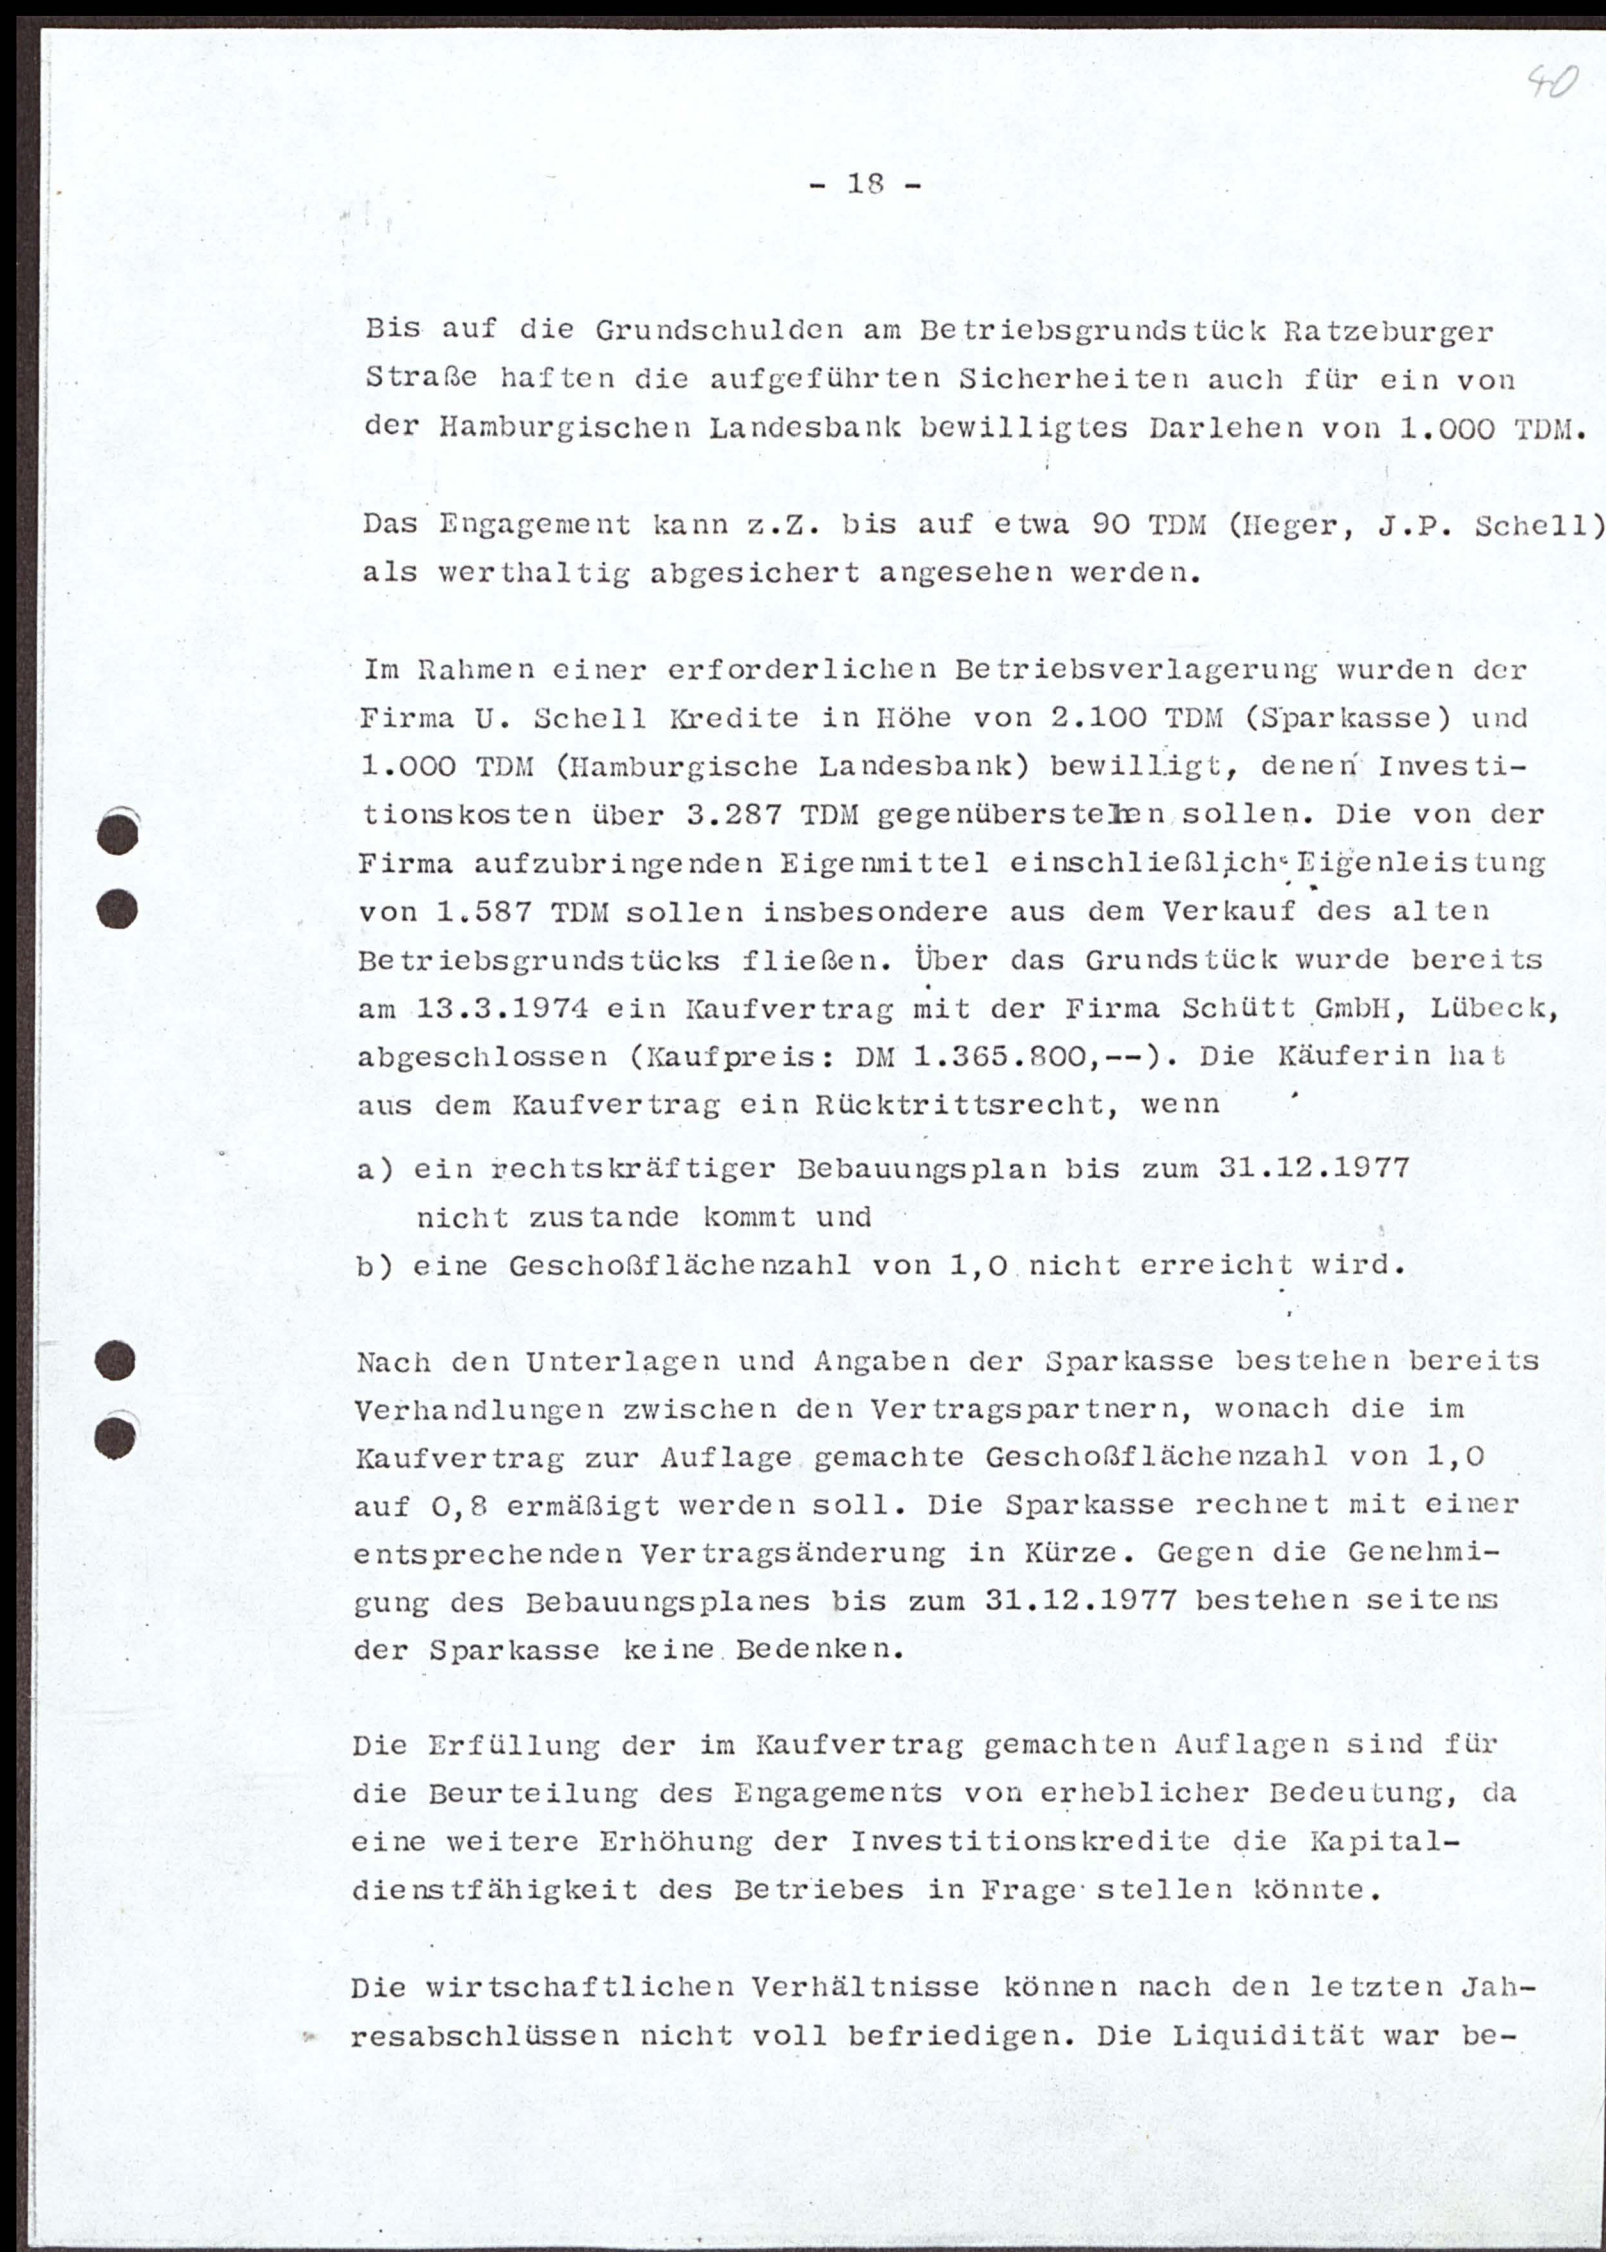 40
- 18 -
Bis auf die Grundschulden am Betriebsgrundstück Ratzeburger
Straße haften die aufgeführten Sicherheiten auch für ein von
der Hamburgischen Landesbank bewilligtes Darlehen von 1.000 TDM.
Das Engagement kann z.Z. bis auf etwa 90 TDM (Heger, J.P. Schell)
als werthaltig abgesichert angesehen werden.
Im Rahmen einer erforderlichen Betriebsverlagerung wurden der
Firma U. Schell Kredite in Höhe von 2.100 TDM (Sparkasse) und
1.000 TDM (Hamburgische Landesbank) bewilligt, denen Investi-
tionskosten über 3.287 TDM gegenüberstehen sollen. Die von der
Firma aufzubringenden Eigenmittel einschließlich Eigenleistung
von 1.587 TDM sollen insbesondere aus dem Verkauf des alten
Betriebsgrundstücks fließen. Über das Grundstück wurde bereits
am 13.3.1974 ein Kaufvertrag mit der Firma Schütt GmbH, Lübeck,
abgeschlossen (Kaufpreis: DM 1.365.800,--). Die Käuferin hat
aus dem Kaufvertrag ein Rücktrittsrecht, wenn
a) ein rechtskräftiger Bebauungsplan bis zum 31.12.1977
nicht zustande kommt und
b) eine Geschoßflächenzahl von 1,0 nicht erreicht wird.
Nach den Unterlagen und Angaben der Sparkasse bestehen bereits
Verhandlungen zwischen den Vertragspartnern, wonach die im
Kaufvertrag zur Auflage gemachte Geschoßflächenzahl von 1,0
auf 0,8 ermäßigt werden soll. Die Sparkasse rechnet mit einer
entsprechenden Vertragsänderung in Kürze. Gegen die Genehmi-
gung des Bebauungsplanes bis zum 31.12.1977 bestehen seitens
der Sparkasse keine Bedenken.
Die Erfüllung der im Kaufvertrag gemachten Auflagen sind für
die Beurteilung des Engagements von erheblicher Bedeutung, da
eine weitere Erhöhung der Investitionskredite die Kapital-
dienstfähigkeit des Betriebes in Frage stellen könnte.
Die wirtschaftlichen Verhältnisse können nach den letzten Jah-
resabschlüssen nicht voll befriedigen. Die Liquidität war be-